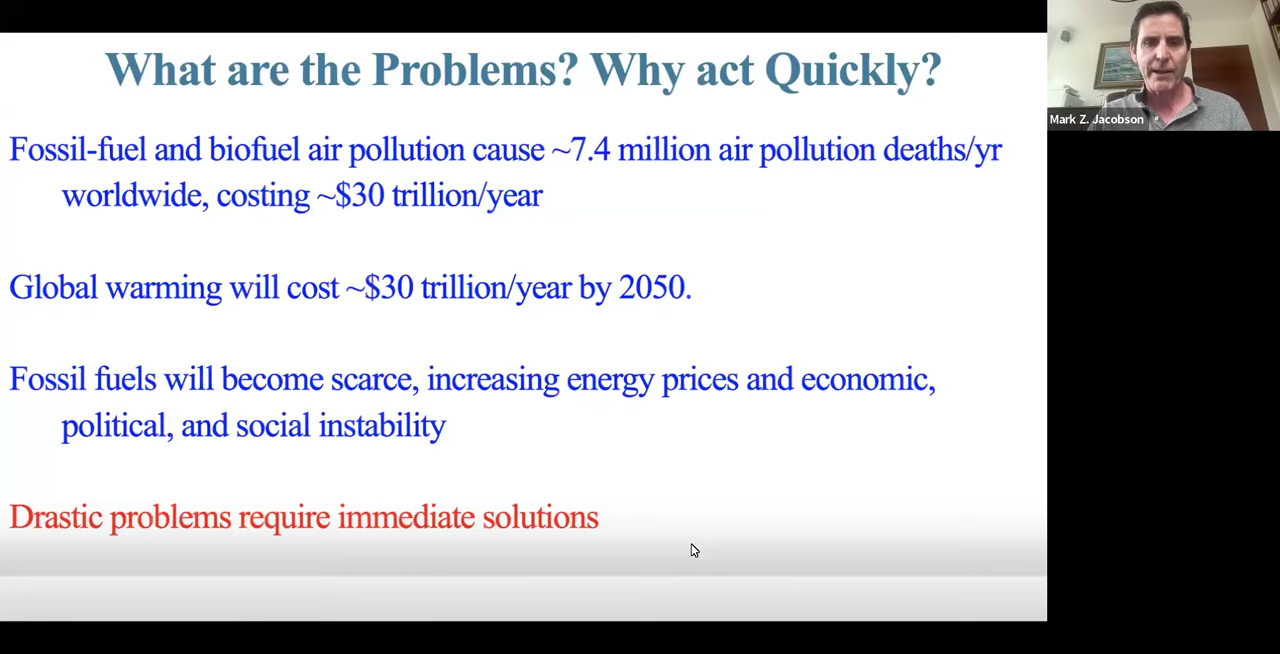 What are the Problems? Why act Quickly?
Mark Z. Jacobson
Fossil-fuel and biofuel air pollution cause ~7.4 million air pollution deaths/yr
worldwide, costing ~$30 trillion/year
Global warming will cost ~$30 trillion/year by 2050.
Fossil fuels will become scarce, increasing energy prices and economic,
political, and social instability
Drastic problems require immediate solutions